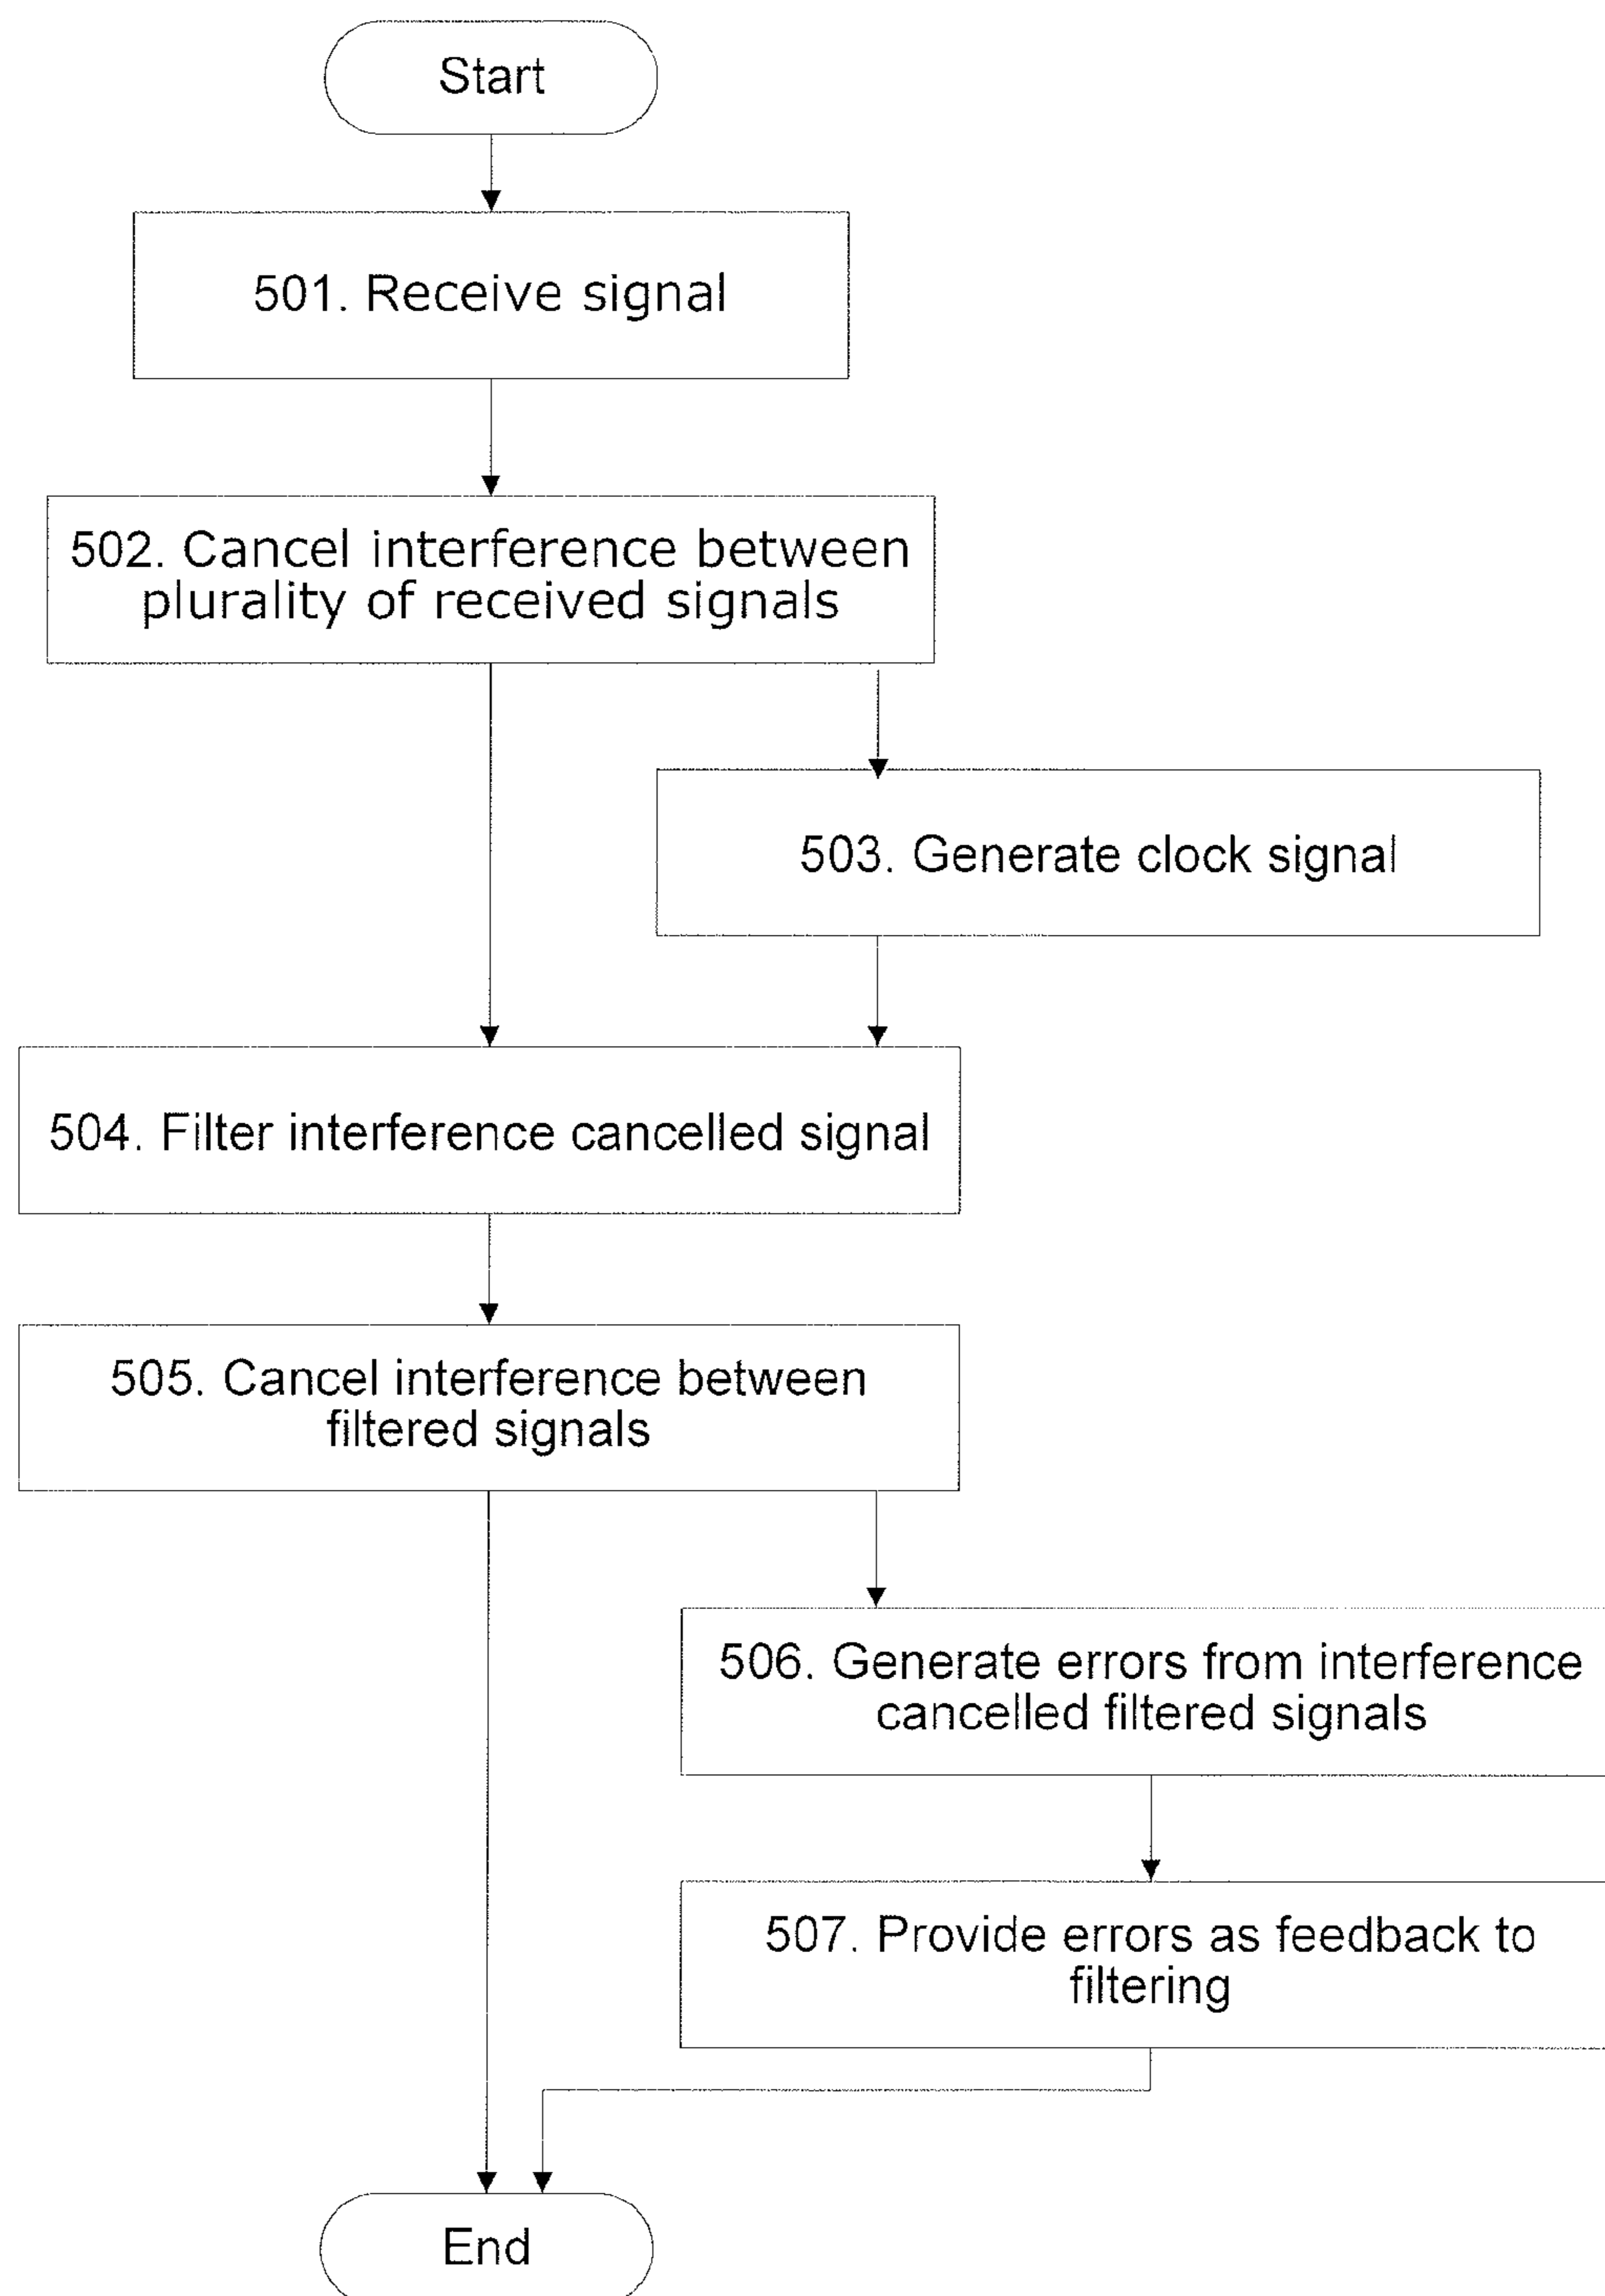 Start
501. Receive signal
502. Cancel interference between
plurality of received signals
503. Generate clock signal
504. Filter interference cancelled signal
505. Cancel interference between
filtered signals
506. Generate errors from interference
cancelled filtered signals
507. Provide errors as feedback to
filtering
End